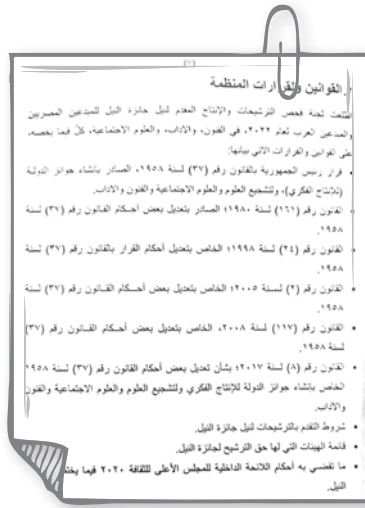 (٧)
القوانين والقرارات المنظمة
اطلعت لجنة فحص الترشيحات والإنتاج المقدم لنيل جائزة النيل للمبدعين المصريين
والمبدعين العرب لعام ٢٠٢٢، في الفنون، والآداب، والعلوم الاجتماعية، كلّ فيما يخصه،
على القوانين والقرارات الآتي بيانها:
• قرار رئيس الجمهورية بالقانون رقم (٣٧) لسنة ١٩٥٨، الصادر بإنشاء جوائز الدولة
(للإنتاج الفكري)، ولتشجيع العلوم والعلوم الاجتماعية والفنون والآداب.
• القانون رقم (١٦١) لسنة ١٩٨٠؛ الصادر بتعديل بعض أحكام القانون رقم (٣٧) لسنة
١٩٥٨.
• القانون رقم (٢٤) لسنة ١٩٩٨؛ الخاص بتعديل أحكام القرار بالقانون رقم (٣٧) لسنة
١٩٥٨.
• القانون رقم (٢) لسنة ٢٠٠٥؛ الخاص بتعديل بعض أحكام القانون رقم (٣٧) لسنة
١٩٥٨.
• القانون رقم (١١٧) لسنة ٢٠٠٨، الخاص بتعديل بعض أحكام القانون رقم (٣٧)
لسنة ١٩٥٨.
• القانون رقم (٨) لسنة ٢٠١٧؛ بشأن تعديل بعض أحكام القانون رقم (٣٧) لسنة ١٩٥٨
الخاص بإنشاء جوائز الدولة للإنتاج الفكري ولتشجيع العلوم والعلوم الاجتماعية والفنون
والآداب.
• شروط التقدم بالترشيحات لنيل جائزة النيل.
• قائمة الهيئات التي لها حق الترشيح لجائزة النيل.
• ما تقضي به أحكام اللائحة الداخلية للمجلس الأعلى للثقافة ٢٠٢٠ فيما
النيل.